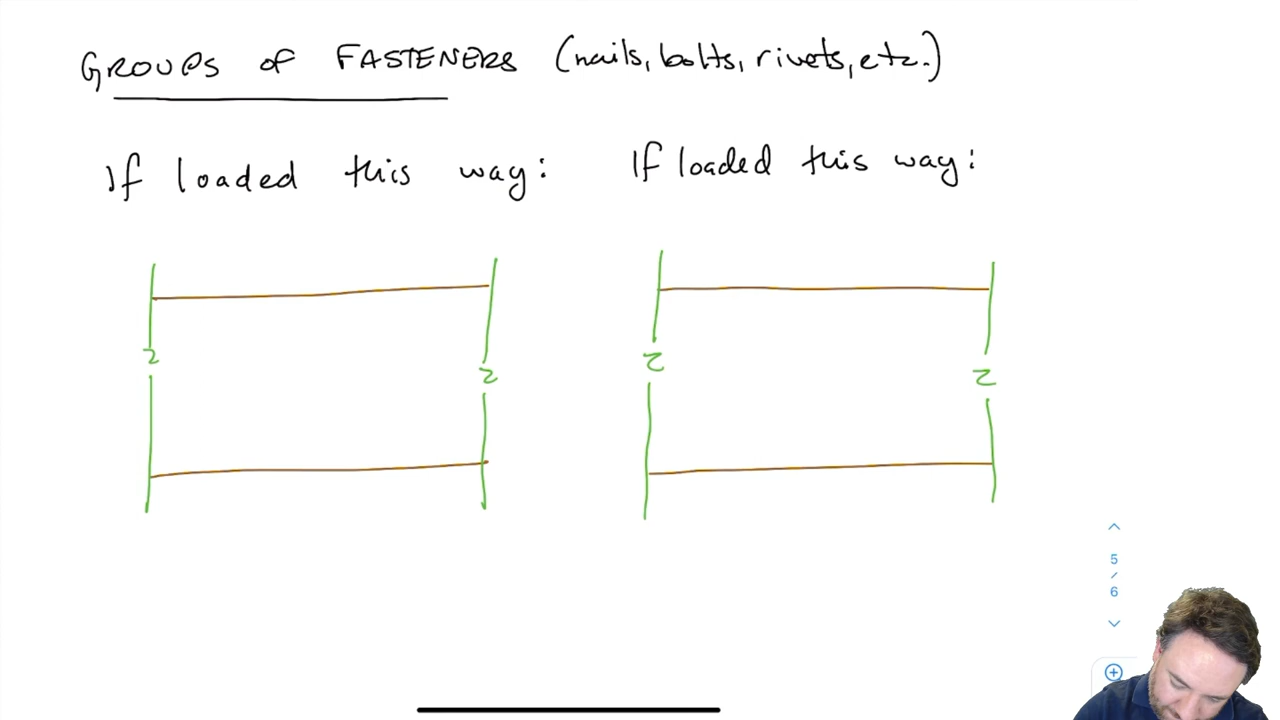 GROUPS of FASTENERS (nails, bolts, rivets, etc.)
If loaded this way:
If loaded this way:
5
/
6